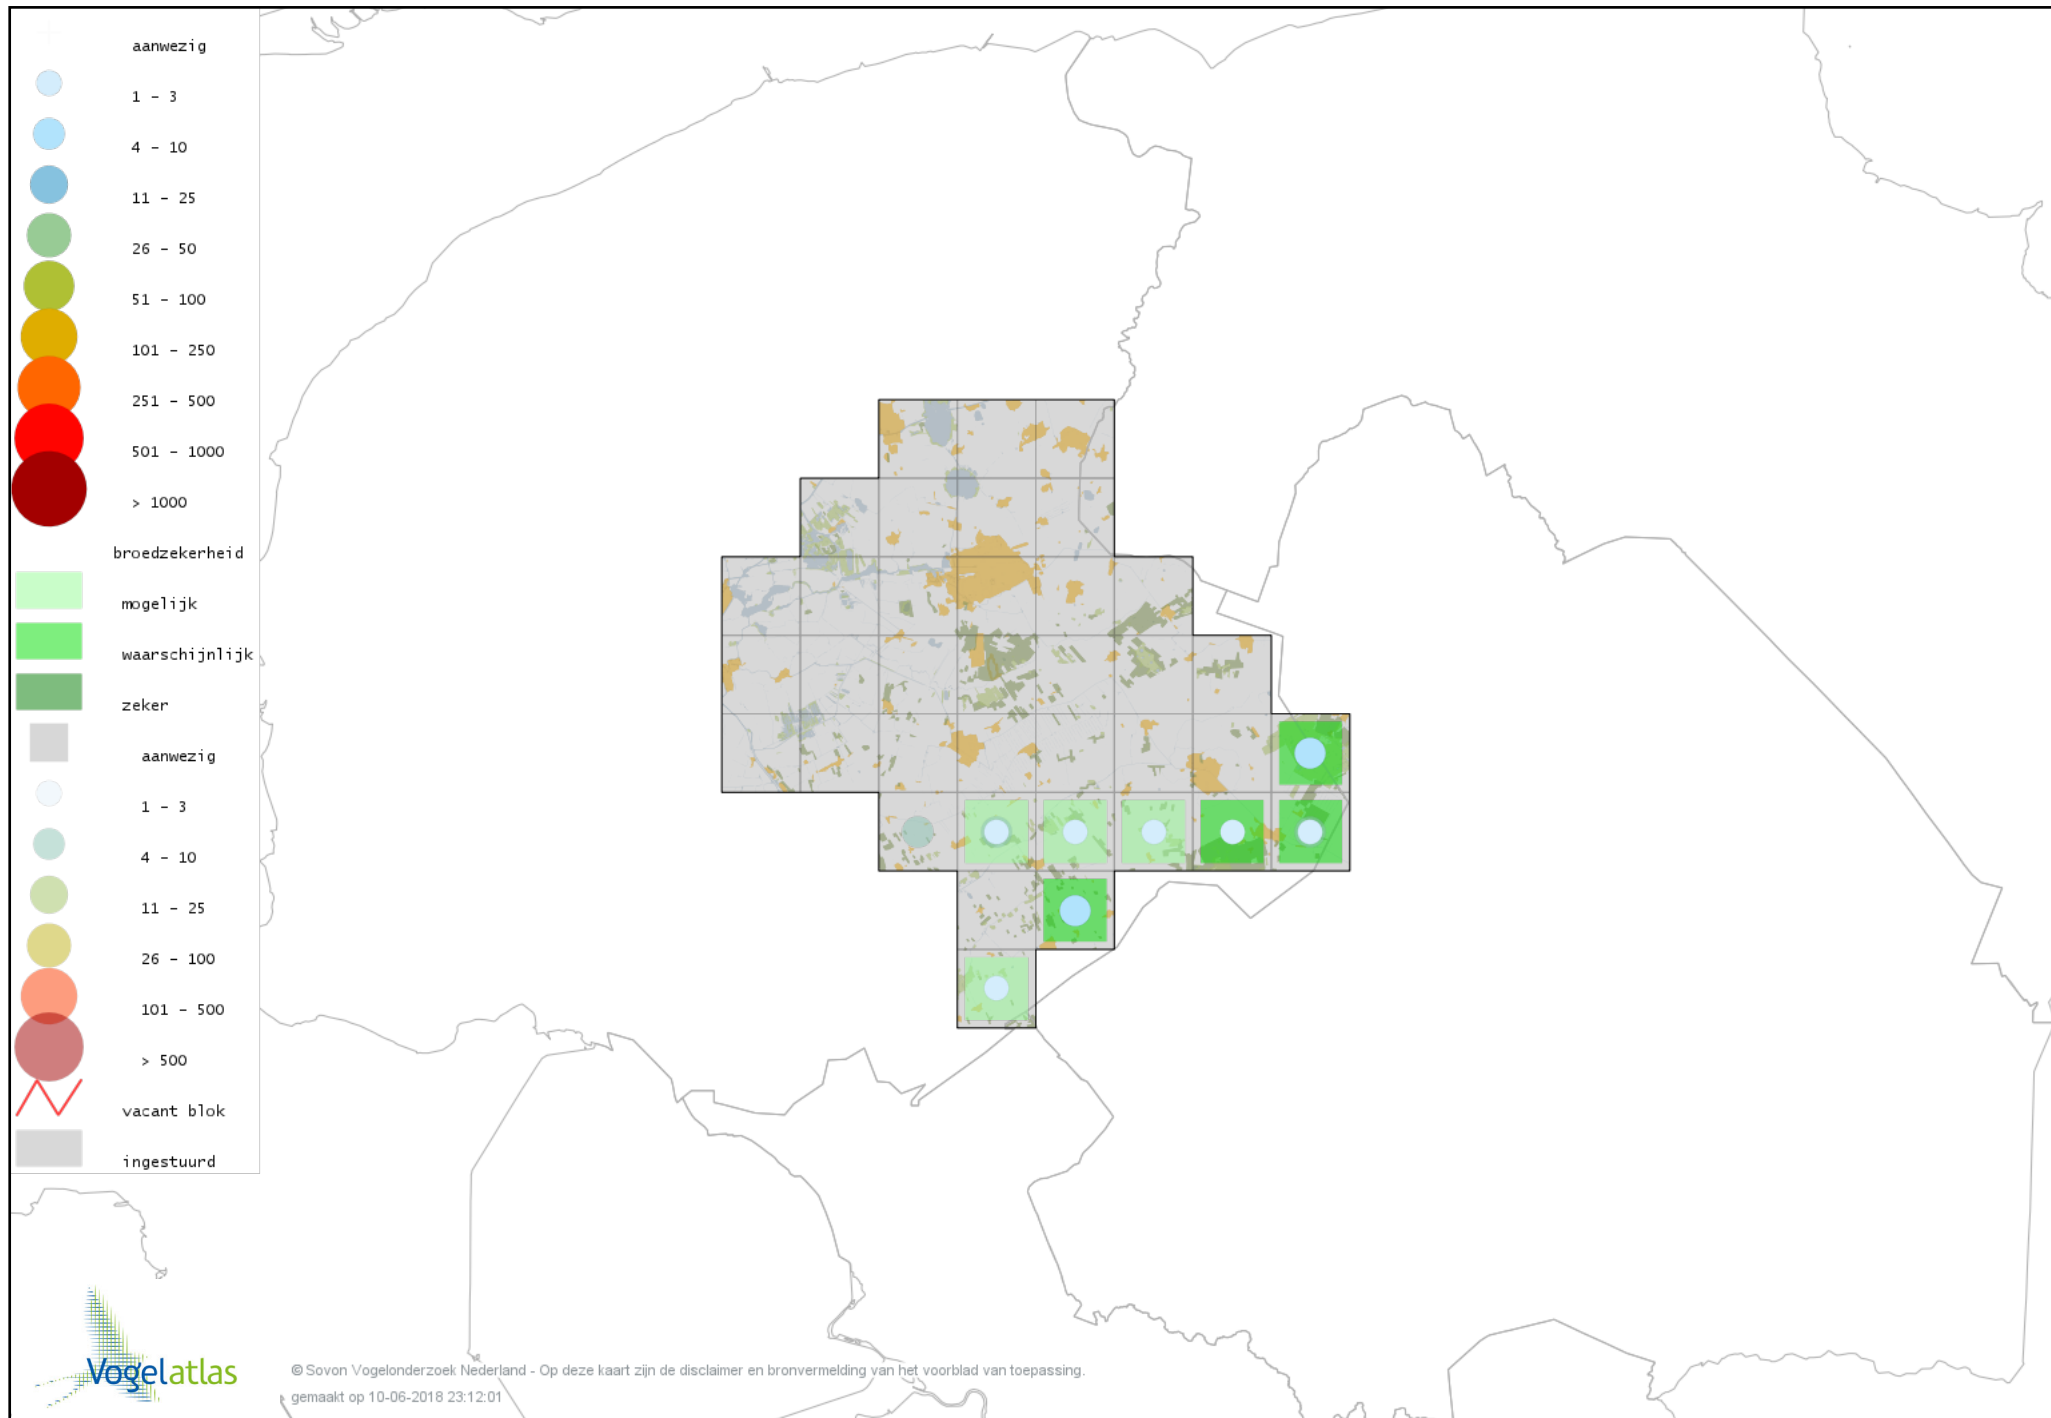 aanwezig
1 - 3
4 - 10
11 - 25
26 - 50
51 - 100
101 - 250
251 - 500
501 - 1000
> 1000
broedzekerheid
mogelijk
waarschijnlijk
zeker
aanwezig
1 - 3
4 - 10
11 - 25
26 - 100
101 - 500
> 500
vacant blok
ingestuurd
Vogelatlas
© Sovon Vogelonderzoek Nederland - Op deze kaart zijn de disclaimer en bronvermelding van het voorblad van toepassing.
gemaakt op 10-06-2018 23:12:01